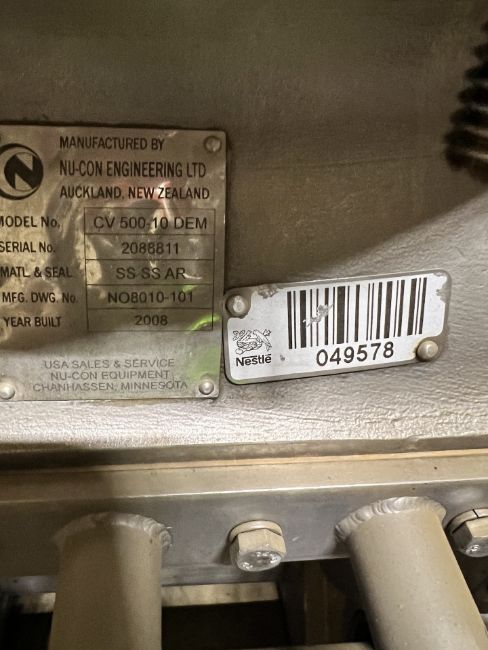 N
MANUFACTURED BY
NU-CON ENGINEERING LTD
AUCKLAND, NEW ZEALAND
MODEL No. CV 500-10 DEM
SERIAL No. 2088811
MATL & SEAL SS SS AR
MFG. DWG. No. NO8010-101
YEAR BUILT 2008
USA SALES & SERVICE
NU-CON EQUIPMENT
CHANHASSEN, MINNESOTA
Nestlé
049578